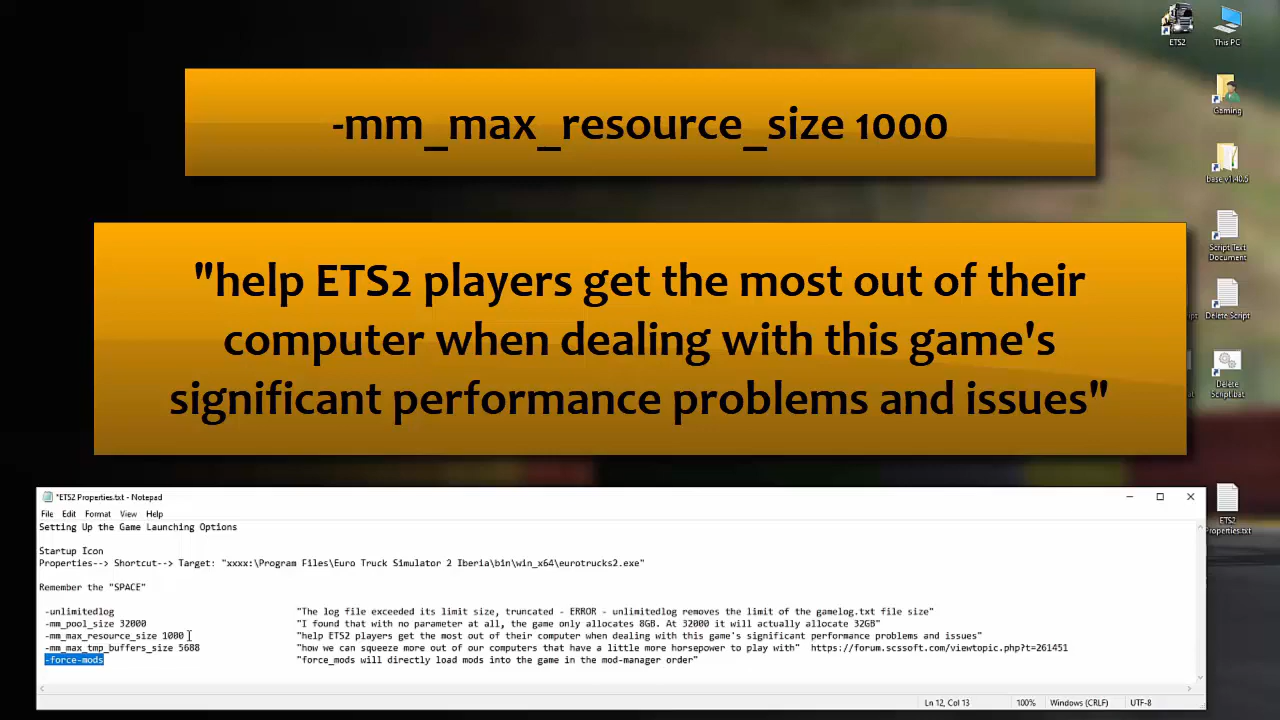 ETS2
This PC
-mm_max_resource_size 1000
Gaming
base v1.40.5
"help ETS2 players get the most out of their
computer when dealing with this game's
significant performance problems and issues"
Script Text
Document
Delete Script
Delete
Script.bat
*ETS2 Properties.txt - Notepad
File Edit Format View Help
Setting Up the Game Launching Options
Startup Icon
Properties--> Shortcut--> Target: "xxxx:\Program Files\Euro Truck Simulator 2 Iberia\bin\win_x64\eurotrucks2.exe"
Remember the "SPACE"
-unlimitedlog "The log file exceeded its limit size, truncated - ERROR - unlimitedlog removes the limit of the gamelog.txt file size"
-mm_pool_size 32000 "I found that with no parameter at all, the game only allocates 8GB. At 32000 it will actually allocate 32GB"
-mm_max_resource_size 1000 "help ETS2 players get the most out of their computer when dealing with this game's significant performance problems and issues"
-mm_max_tmp_buffers_size 5688 "how we can squeeze more out of our computers that have a little more horsepower to play with" https://forum.scssoft.com/viewtopic.php?t=261451
-force-mods "force_mods will directly load mods into the game in the mod-manager order"
Ln 12, Col 13 100% Windows (CRLF) UTF-8
ETS2
Properties.txt